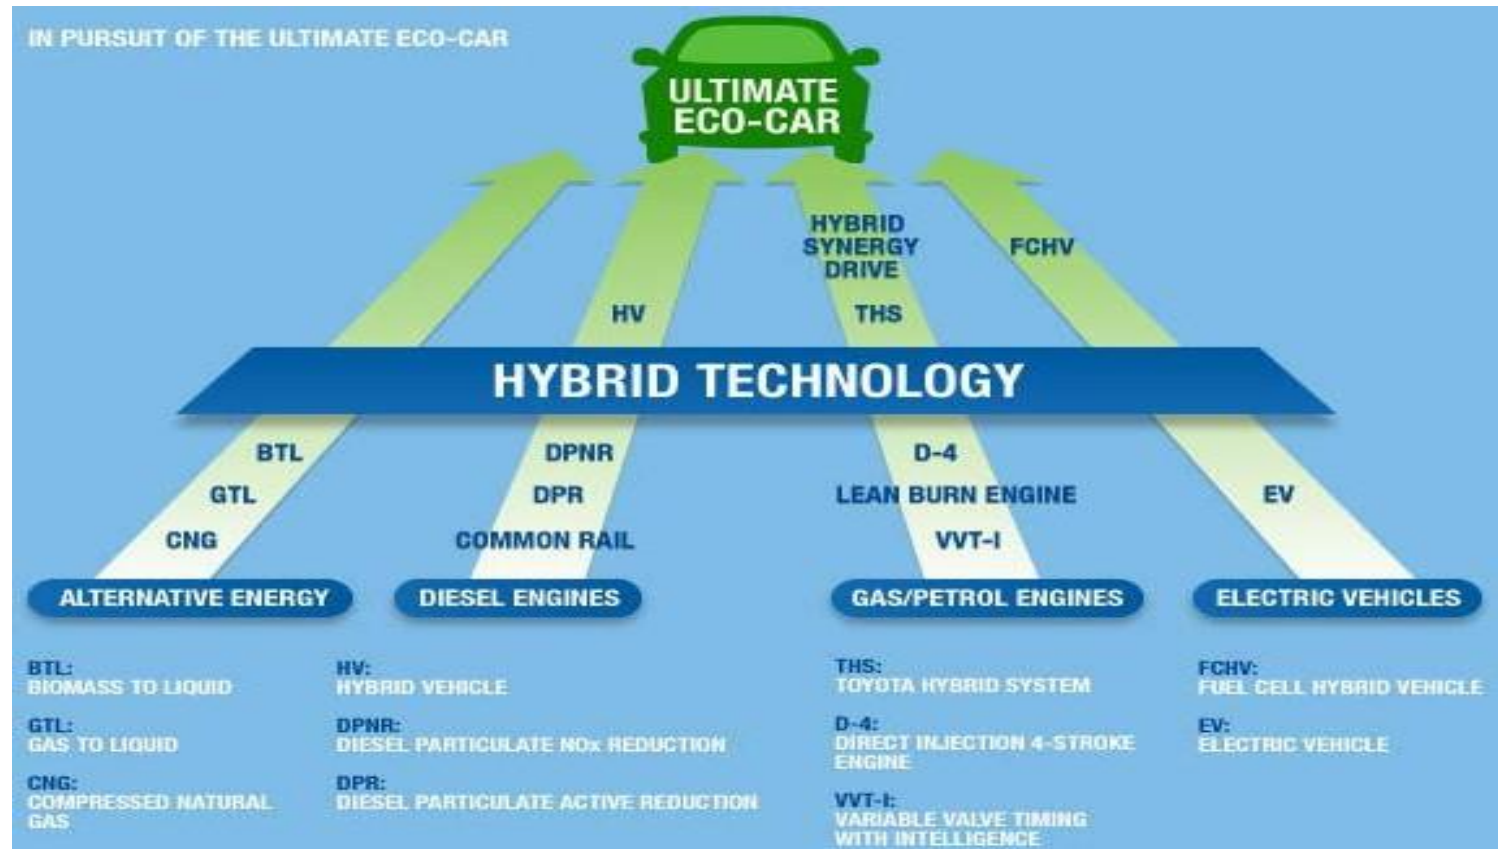 IN PURSUIT OF THE ULTIMATE ECO-CAR
ULTIMATE
ECO-CAR
HYBRID
SYNERGY
DRIVE
FCHV
HV
THS
HYBRID TECHNOLOGY
BTL
DPNR
D-4
GTL
DPR
LEAN BURN ENGINE
EV
CNG
COMMON RAIL
VVT-I
ALTERNATIVE ENERGY
DIESEL ENGINES
GAS/PETROL ENGINES
ELECTRIC VEHICLES
BTL:
BIOMASS TO LIQUID
GTL:
GAS TO LIQUID
CNG:
COMPRESSED NATURAL
GAS
HV:
HYBRID VEHICLE
DPNR:
DIESEL PARTICULATE NOx REDUCTION
DPR:
DIESEL PARTICULATE ACTIVE REDUCTION
THS:
TOYOTA HYBRID SYSTEM
D-4:
DIRECT INJECTION 4-STROKE
ENGINE
VVT-I:
VARIABLE VALVE TIMING
WITH INTELLIGENCE
FCHV:
FUEL CELL HYBRID VEHICLE
EV:
ELECTRIC VEHICLE